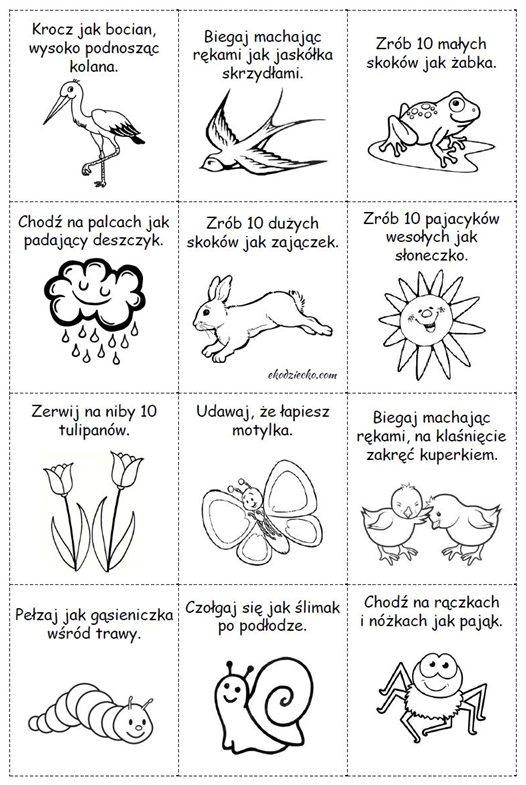 Krocz jak bocian,
wysoko podnosząc
kolana.
Biegaj machając
rękami jak jaskółka
skrzydłami.
Zrób 10 małych
skoków jak żabka.
Chodź na palcach jak
padający deszczyk.
Zrób 10 dużych
skoków jak zajączek.
ekodziecko.com
Zrób 10 pajacyków
wesołych jak
słoneczko.
Zerwij na niby 10
tulipanów.
Udawaj, że łapiesz
motylka.
Biegaj machając
rękami, na klaśnięcie
zakręć kuperkiem.
Pełzaj jak gąsieniczka
wśród trawy.
Czołgaj się jak ślimak
po podłodze.
Chodź na rączkach
i nóżkach jak pająk.